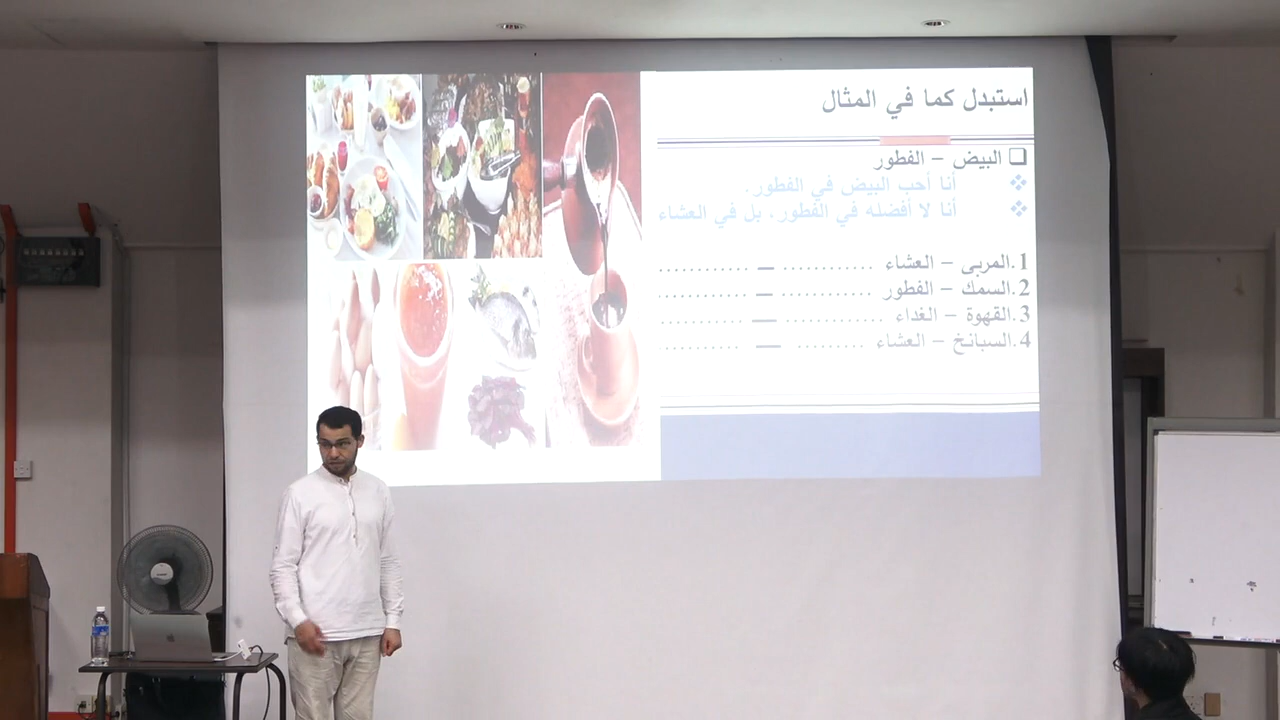 استبدل كما في المثال
❑ البيض – الفطور
❖ أنا أحب البيض في الفطور.
❖ أنا لا أفضله في الفطور، بل في العشاء
1.المربى – العشاء ............... – ...............
2.السمك – الفطور ............... – ...............
3.القهوة – الغداء ............... – ...............
4.السبانخ – العشاء ............ – ...............